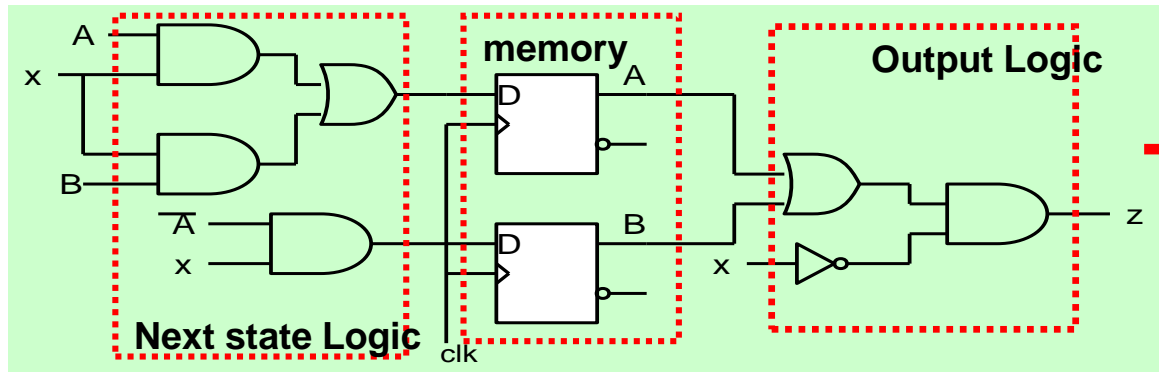 A
x
B
A̅
x
Next state Logic
memory
D
A
D
B
clk
Output Logic
x
z